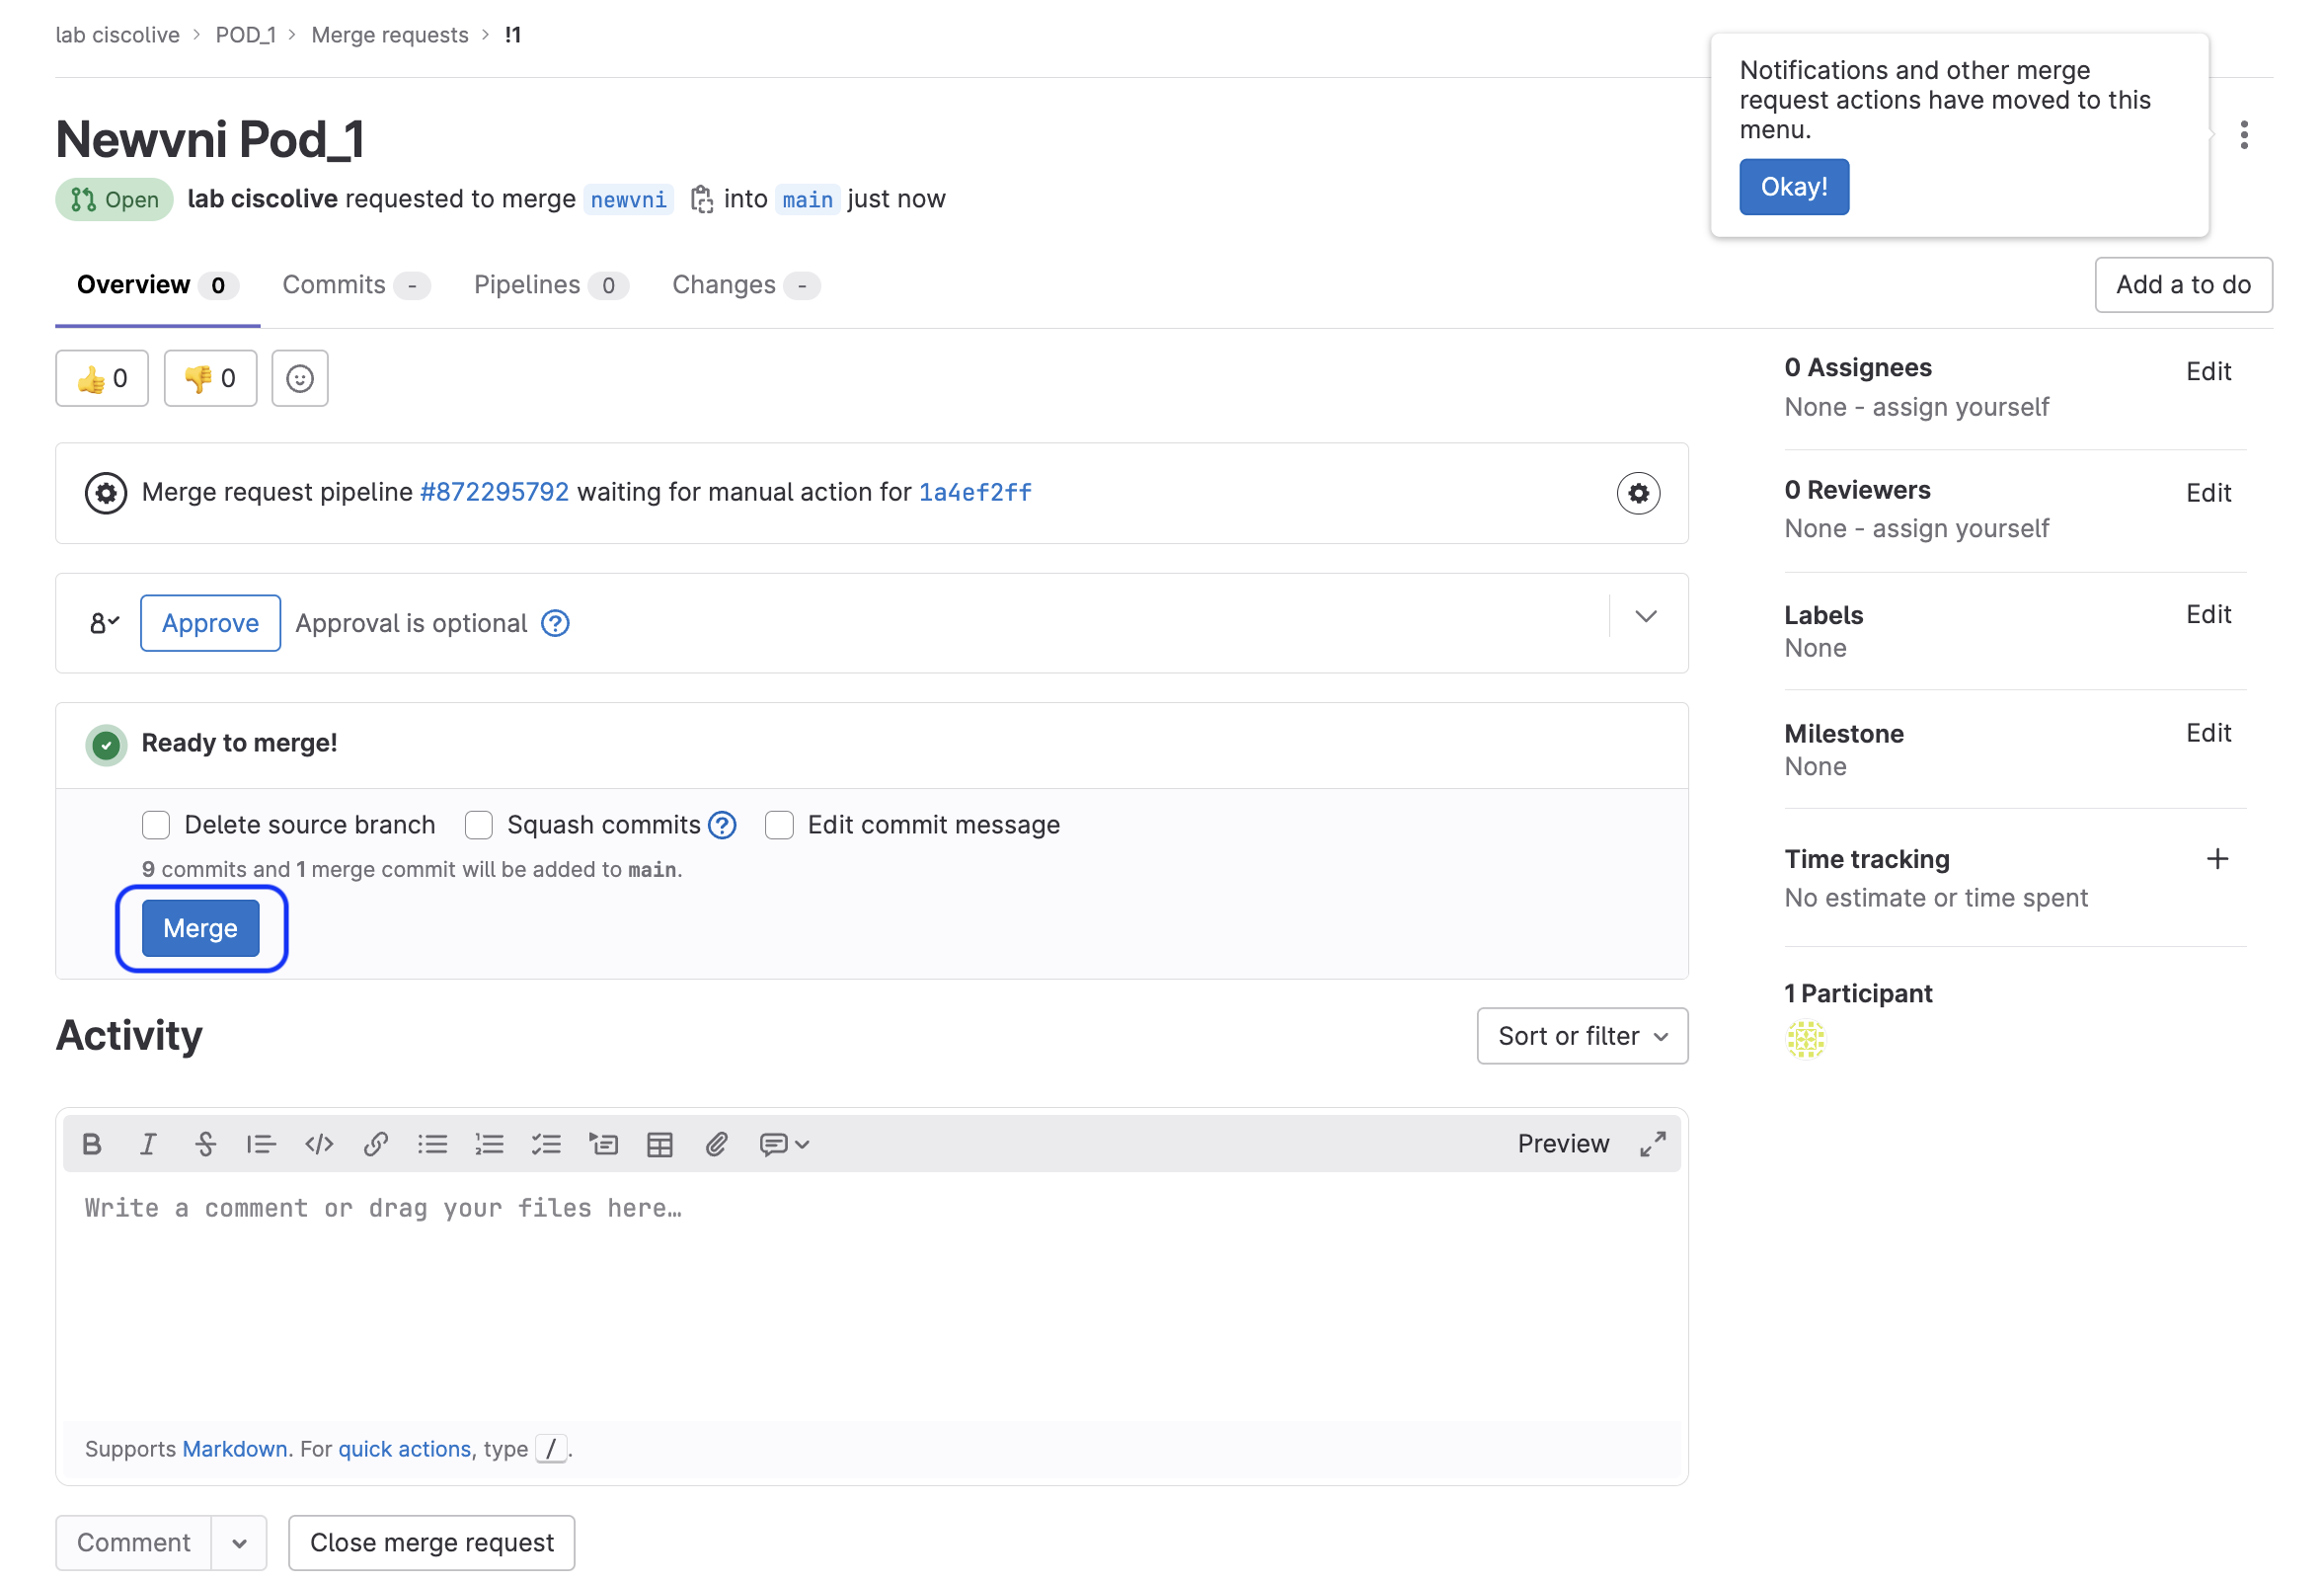 lab ciscolive > POD_1 > Merge requests > !1
Notifications and other merge
request actions have moved to this
menu.
Okay!
Newvni Pod_1
Open lab ciscolive requested to merge newvni into main just now
Overview 0 Commits - Pipelines 0 Changes -
Add a to do
👍 0 👎 0
Merge request pipeline #872295792 waiting for manual action for 1a4ef2ff
Approve Approval is optional ?
Ready to merge!
Delete source branch Squash commits ? Edit commit message
9 commits and 1 merge commit will be added to main.
Merge
Activity
Sort or filter
Preview
Write a comment or drag your files here…
Supports Markdown. For quick actions, type /.
Comment
Close merge request
0 Assignees Edit
None - assign yourself
0 Reviewers Edit
None - assign yourself
Labels Edit
None
Milestone Edit
None
Time tracking +
No estimate or time spent
1 Participant